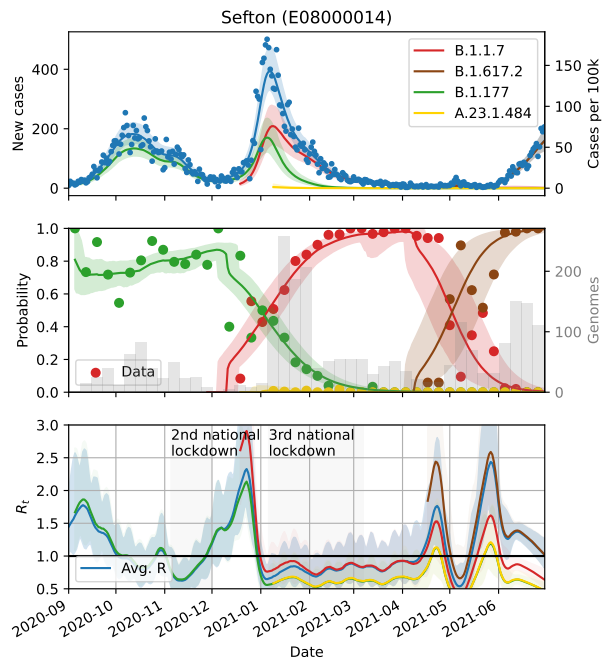 Sefton (E08000014)
New cases
400
200
0
B.1.1.7
B.1.617.2
B.1.177
A.23.1.484
150
100
50
0
Cases per 100k
Probability
1.0
0.8
0.6
0.4
0.2
0.0
Data
200
100
0
Genomes
R_t
3.0
2.5
2.0
1.5
1.0
0.5
2nd national
lockdown
3rd national
lockdown
Avg. R
2020-09
2020-10
2020-11
2020-12
2021-01
2021-02
2021-03
2021-04
2021-05
2021-06
Date